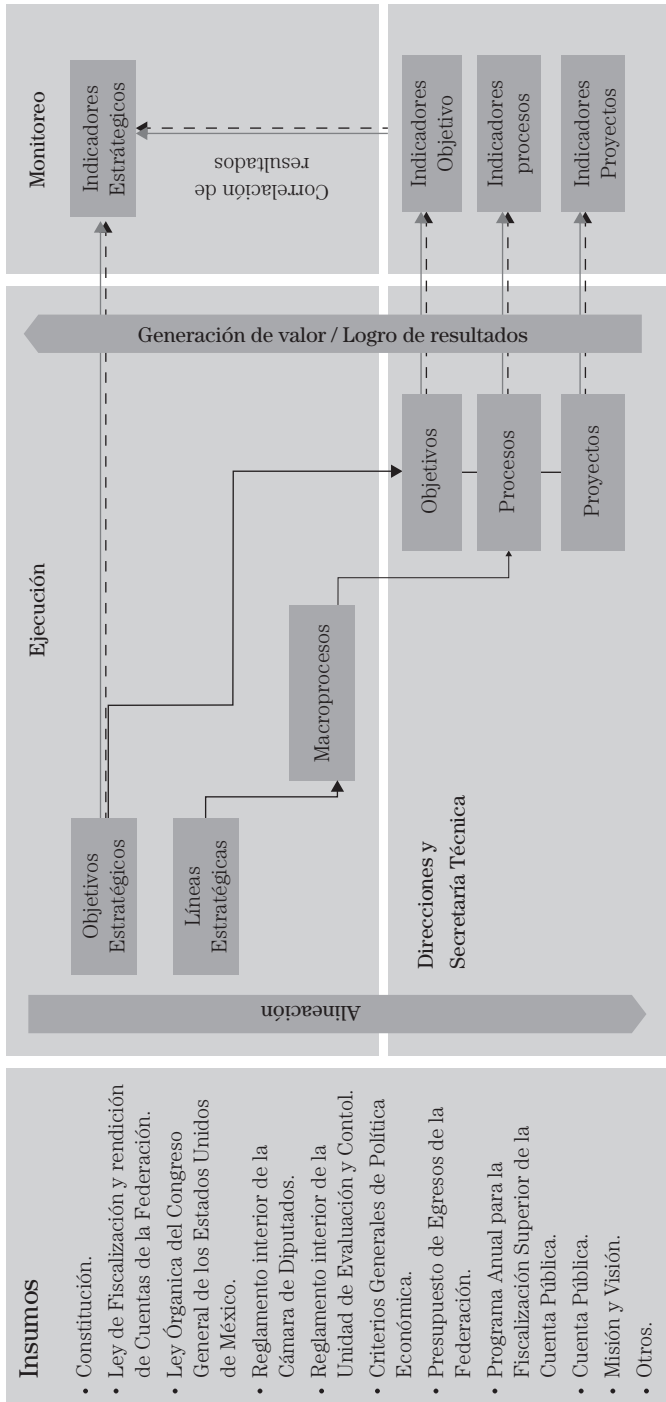 Insumos
• Constitución.
• Ley de Fiscalización y rendición
de Cuentas de la Federación.
• Ley Órganica del Congreso
General de los Estados Unidos
de México.
• Reglamento interior de la
Cámara de Diputados.
• Reglamento interior de la
Unidad de Evaluación y Contol.
• Criterios Generales de Política
Económica.
• Presupuesto de Egresos de la
Federación.
• Programa Anual para la
Fiscalización Superior de la
Cuenta Pública.
• Cuenta Pública.
• Misión y Visión.
• Otros.
Ejecución
Alineación
Objetivos
Estratégicos
Líneas
Estratégicas
Macroprocesos
Generación de valor / Logro de resultados
Direcciones y
Secretaría Técnica
Objetivos
Procesos
Proyectos
Monitoreo
Indicadores
Estrátegicos
Correlación de
resultados
Indicadores
Objetivo
Indicadores
procesos
Indicadores
Proyectos